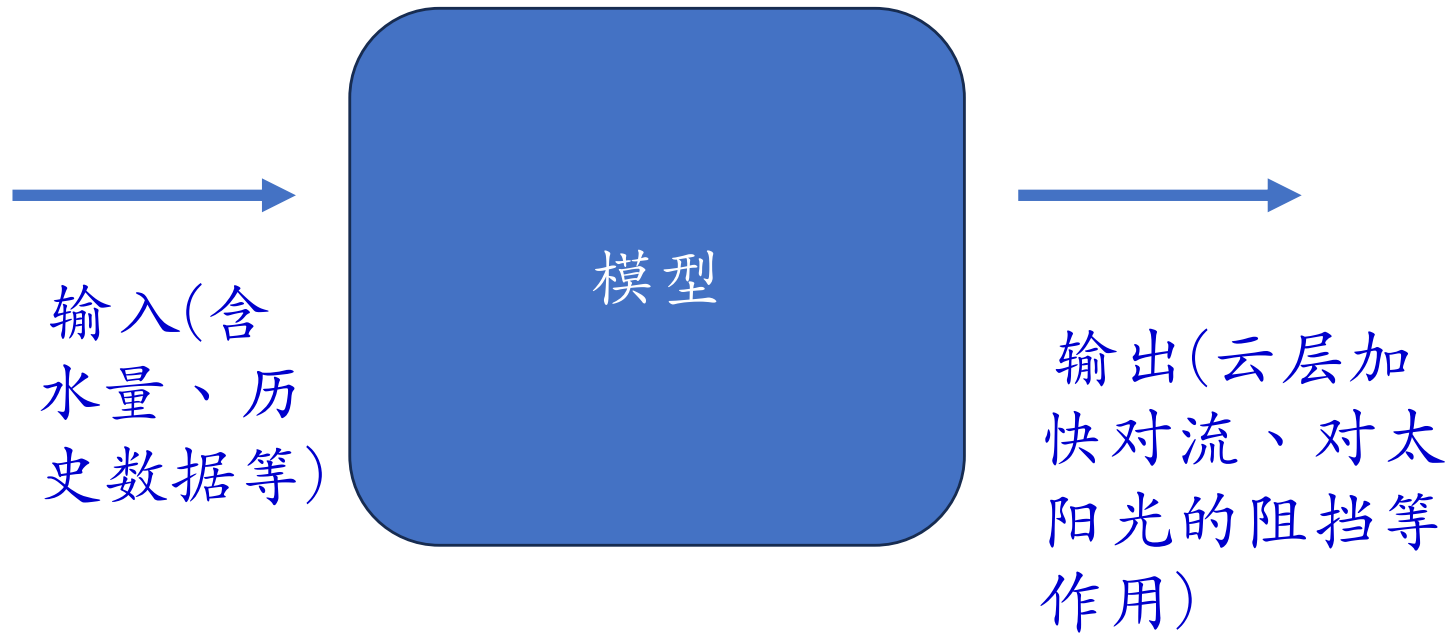 输入(含
水量、历
史数据等)
模型
输出(云层加
快对流、对太
阳光的阻挡等
作用)